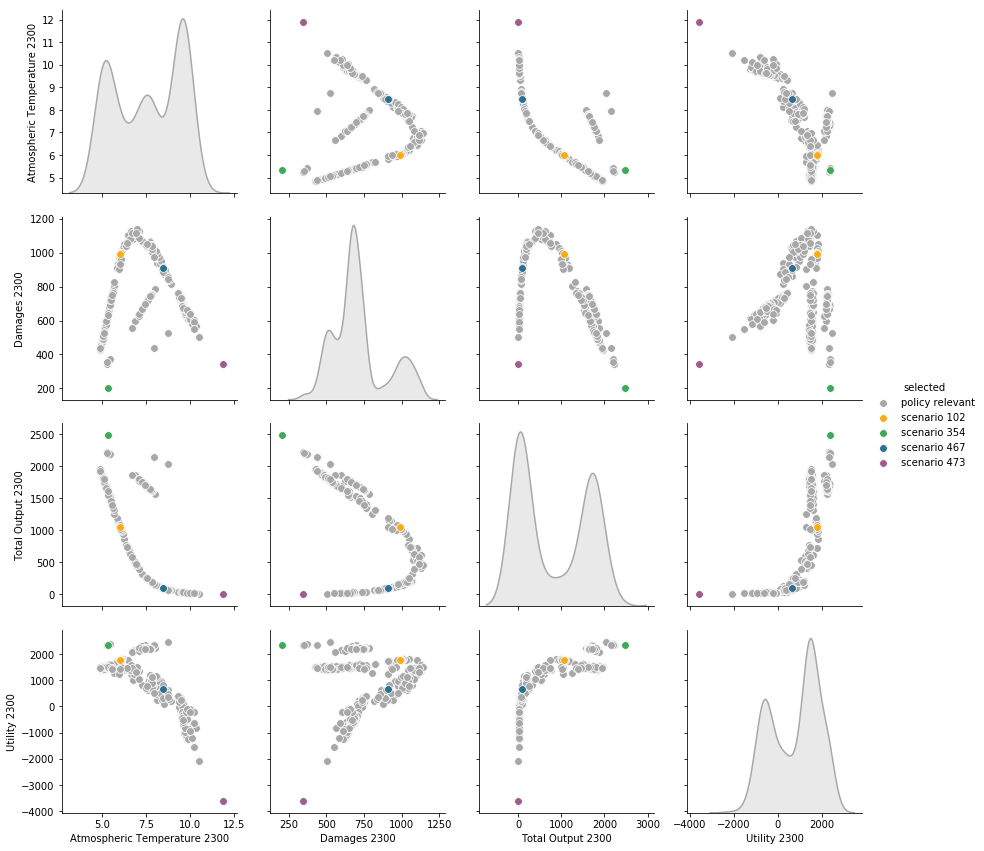 Atmospheric Temperature 2300
12
11
10
9
8
7
6
5
Damages 2300
1200
1000
800
600
400
200
selected
policy relevant
scenario 102
scenario 354
scenario 467
scenario 473
Total Output 2300
2500
2000
1500
1000
500
0
Utility 2300
2000
1000
0
−1000
−2000
−3000
−4000
5.0 7.5 10.0 12.5 250 500 750 1000 1250 0 1000 2000 3000 −4000 −2000 0 2000
Atmospheric Temperature 2300 Damages 2300 Total Output 2300 Utility 2300